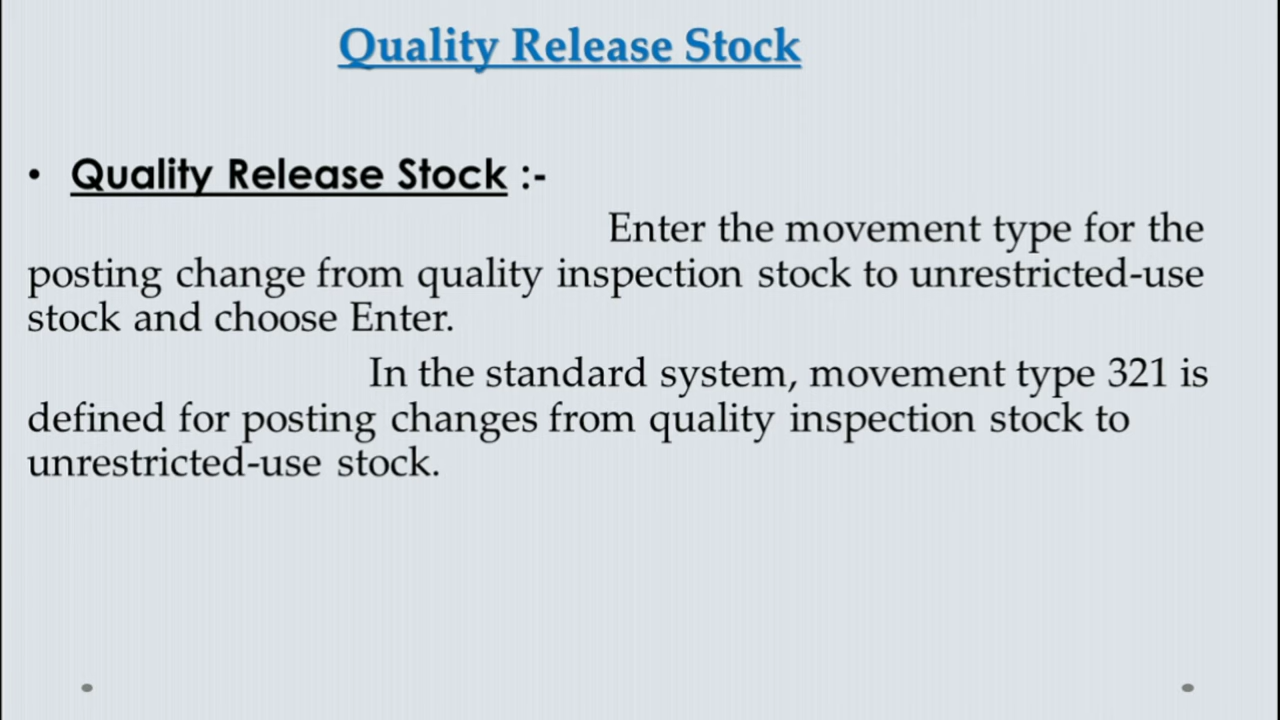 Quality Release Stock
• Quality Release Stock :-
Enter the movement type for the
posting change from quality inspection stock to unrestricted-use
stock and choose Enter.
In the standard system, movement type 321 is
defined for posting changes from quality inspection stock to
unrestricted-use stock.